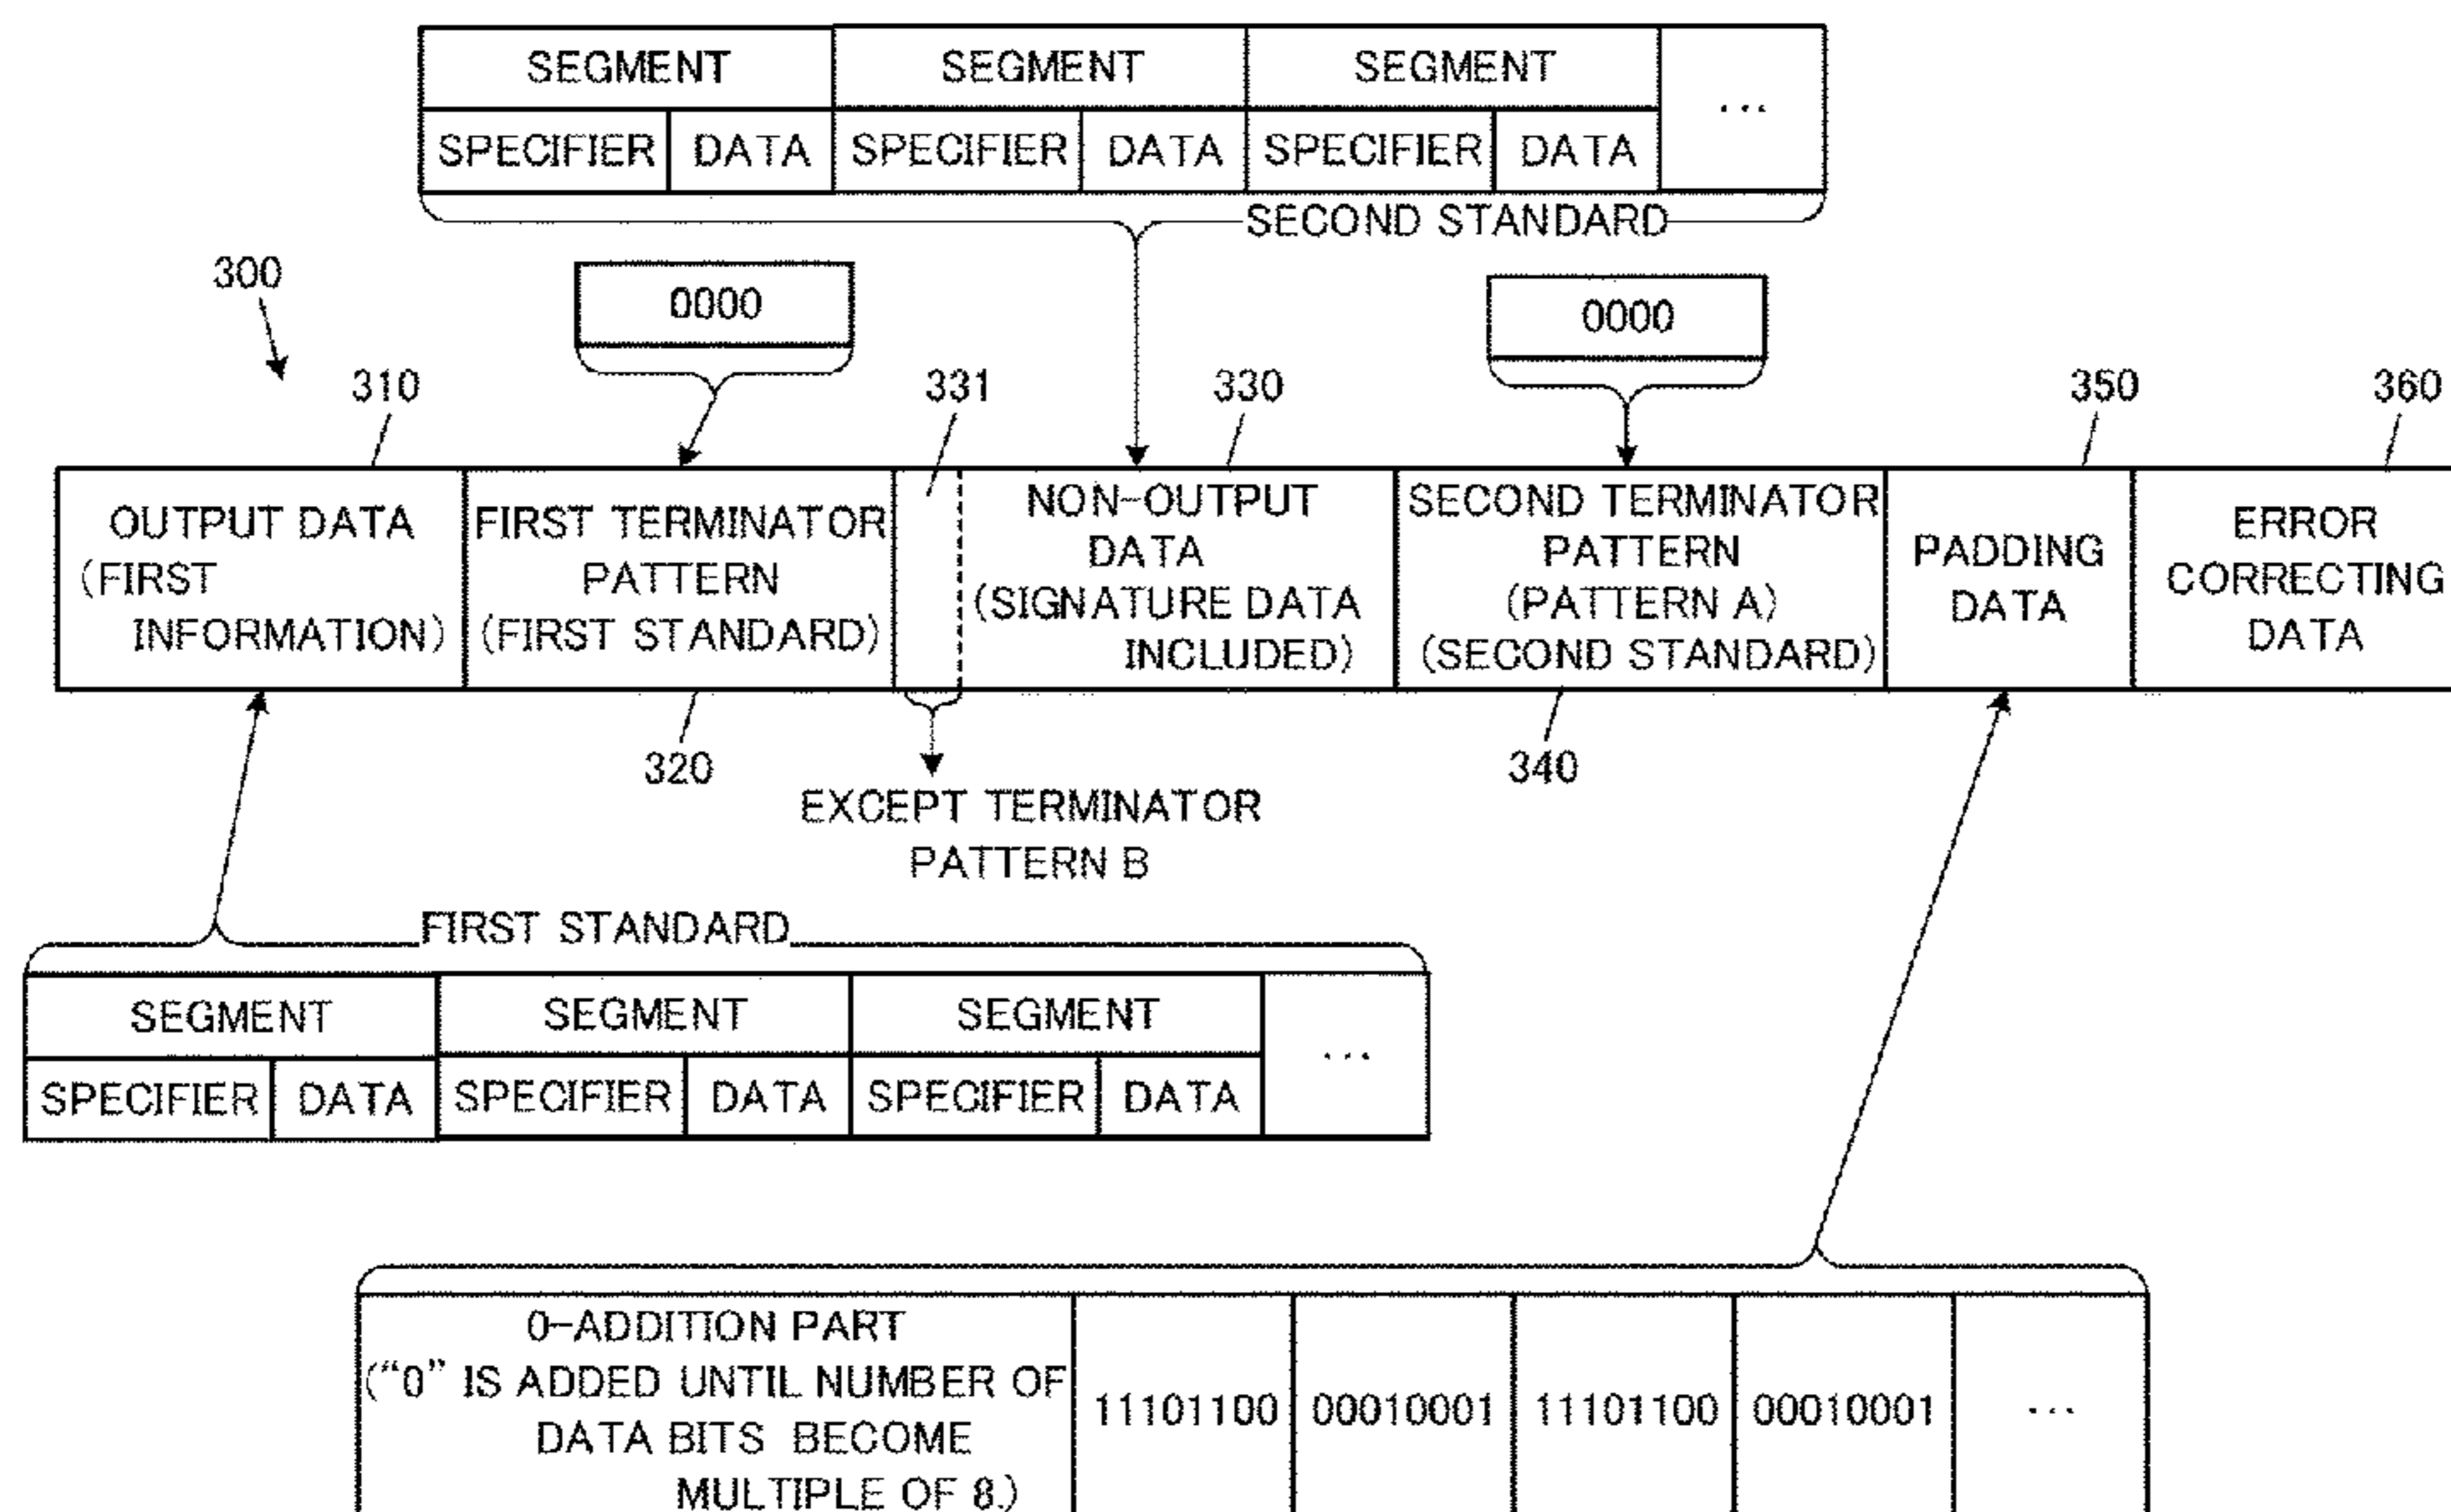 SEGMENT SEGMENT SEGMENT ...
SPECIFIER DATA SPECIFIER DATA SPECIFIER DATA
SECOND STANDARD
300
0000
0000
310
331
330
350
360
OUTPUT DATA
(FIRST
INFORMATION)
FIRST TERMINATOR
PATTERN
(FIRST STANDARD)
NON-OUTPUT
DATA
(SIGNATURE DATA
INCLUDED)
SECOND TERMINATOR
PATTERN
(PATTERN A)
(SECOND STANDARD)
PADDING
DATA
ERROR
CORRECTING
DATA
320
340
EXCEPT TERMINATOR
PATTERN B
FIRST STANDARD
SEGMENT SEGMENT SEGMENT ...
SPECIFIER DATA SPECIFIER DATA SPECIFIER DATA
0-ADDITION PART
("0" IS ADDED UNTIL NUMBER OF
DATA BITS BECOME
MULTIPLE OF 8.)
11101100 00010001 11101100 00010001 ...